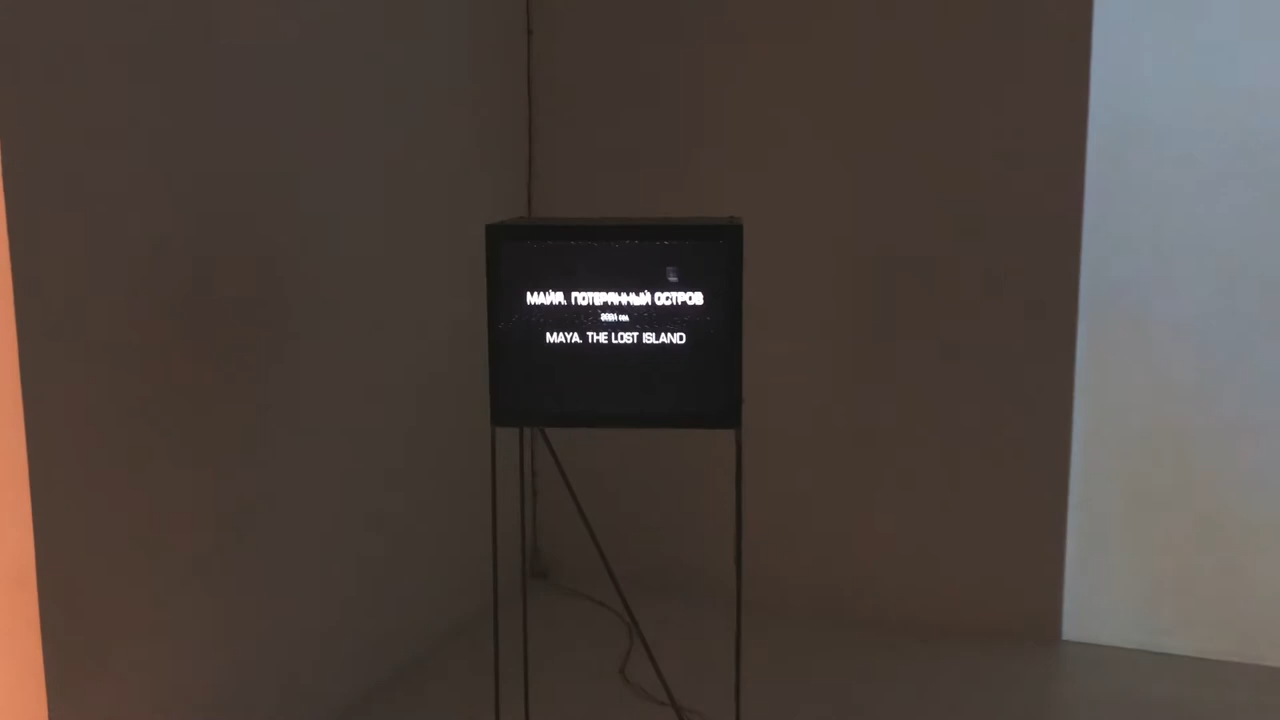 МАЙЯ. ПОТЕРЯННЫЙ ОСТРОВ
MAYA. THE LOST ISLAND